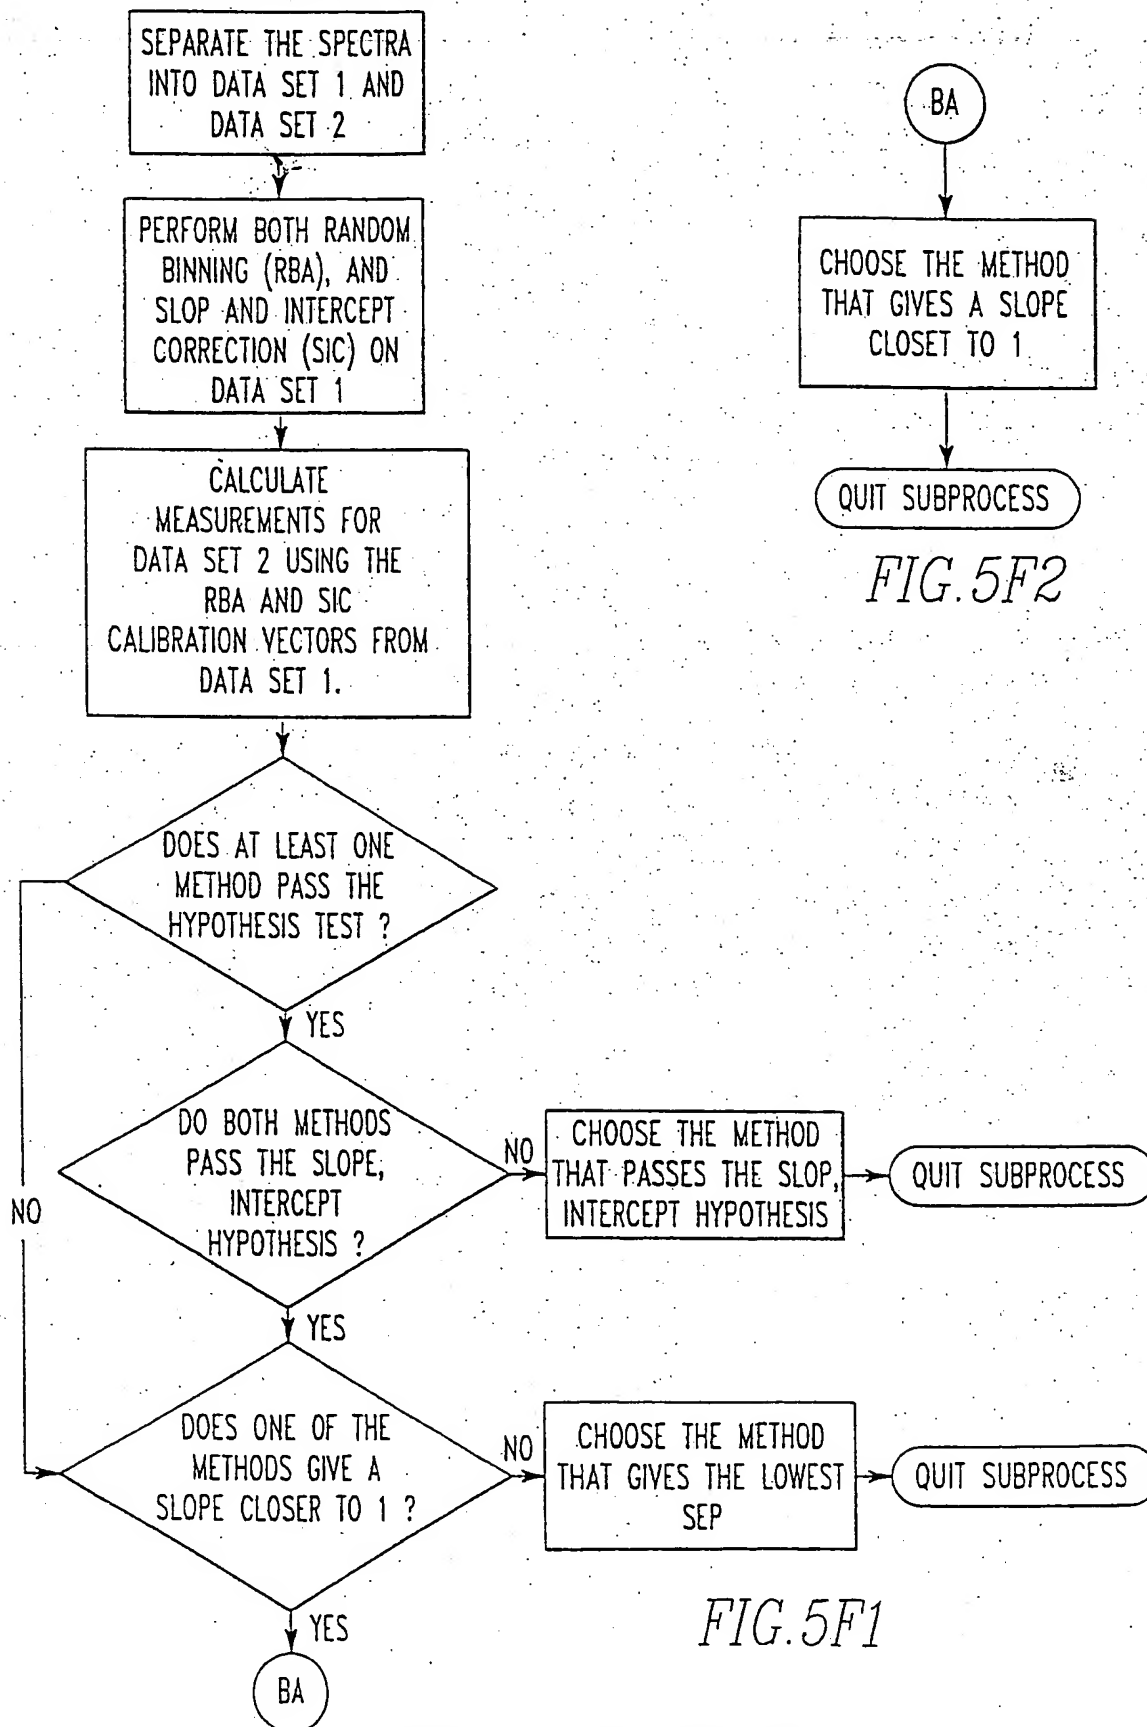 SEPARATE THE SPECTRA
INTO DATA SET 1 AND
DATA SET 2
PERFORM BOTH RANDOM
BINNING (RBA), AND
SLOP AND INTERCEPT
CORRECTION (SIC) ON
DATA SET 1
CALCULATE
MEASUREMENTS FOR
DATA SET 2 USING THE
RBA AND SIC
CALIBRATION VECTORS FROM
DATA SET 1.
DOES AT LEAST ONE
METHOD PASS THE
HYPOTHESIS TEST ?
YES
NO
DO BOTH METHODS
PASS THE SLOPE,
INTERCEPT
HYPOTHESIS ?
NO
CHOOSE THE METHOD
THAT PASSES THE SLOP,
INTERCEPT HYPOTHESIS
QUIT SUBPROCESS
YES
DOES ONE OF THE
METHODS GIVE A
SLOPE CLOSER TO 1 ?
NO
CHOOSE THE METHOD
THAT GIVES THE LOWEST
SEP
QUIT SUBPROCESS
YES
BA
FIG.5F1
BA
CHOOSE THE METHOD
THAT GIVES A SLOPE
CLOSET TO 1
QUIT SUBPROCESS
FIG.5F2